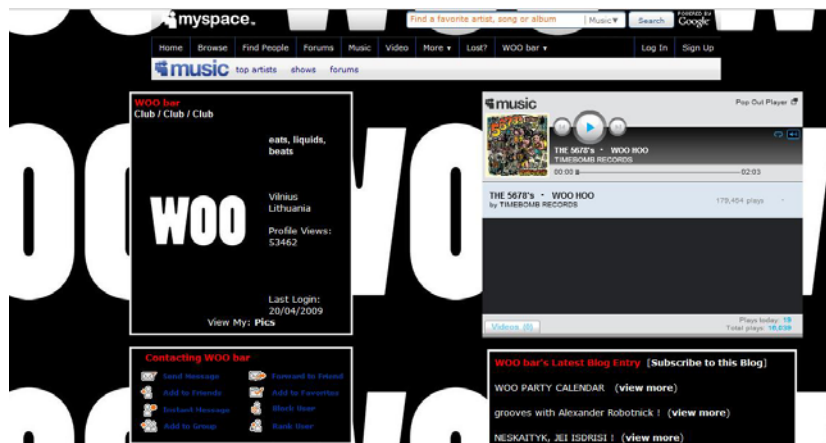 myspace.
Find a favorite artist, song or album
Music
Search
POWERED BY
Google
Home Browse Find People Forums Music Video More Lost? WOO bar Log In Sign Up
music top artists shows forums
WOO bar
Club / Club / Club
eats, liquids,
beats
WOO
Vilnius
Lithuania
Profile Views:
53462
Last Login:
20/04/2009
View My: Pics
Contacting WOO bar
Send Message Forward to Friend
Add to Friends Add to Favorites
Instant Message Block User
Add to Group Rank User
music Pop Out Player
THE 5678's · WOO HOO
TIMEBOMB RECORDS
00:00 02:03
THE 5678's · WOO HOO
by TIMEBOMB RECORDS
179,454 plays
Videos (0)
Plays today: 19
Total plays: 10,039
WOO bar's Latest Blog Entry [Subscribe to this Blog]
WOO PARTY CALENDAR (view more)
grooves with Alexander Robotnick ! (view more)
NESKAITYK, JEI ISDRISI ! (view more)